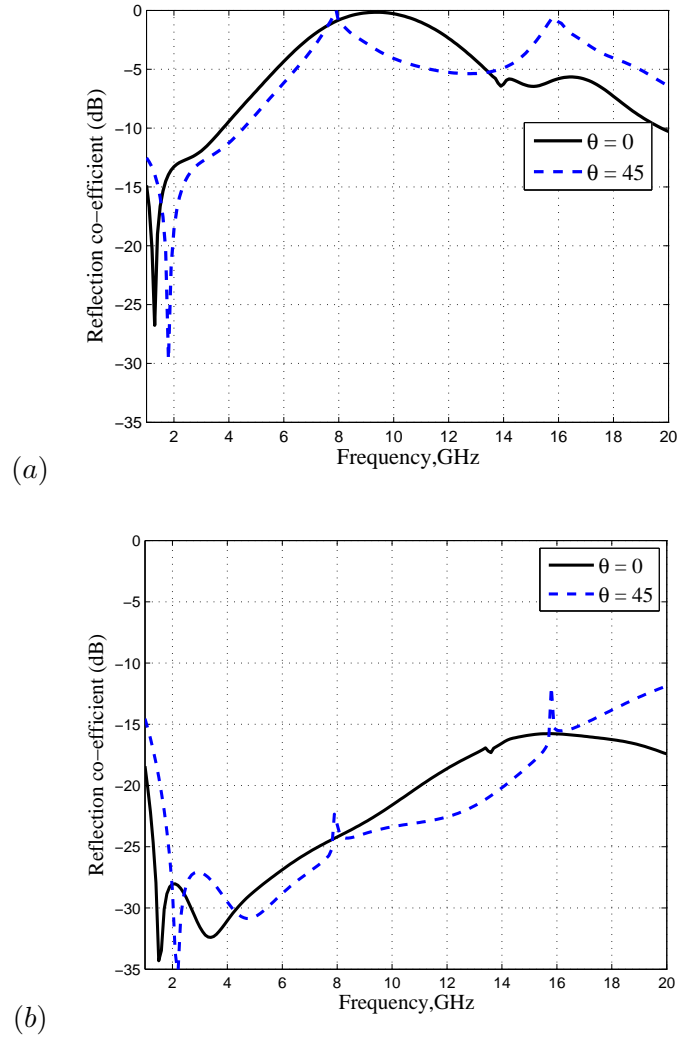 0
−5
−10
−15
−20
−25
−30
−35
Reflection co−efficient (dB)
θ = 0
θ = 45
2 4 6 8 10 12 14 16 18 20
Frequency,GHz
(a)
0
−5
−10
−15
−20
−25
−30
−35
Reflection co−efficient (dB)
θ = 0
θ = 45
2 4 6 8 10 12 14 16 18 20
Frequency,GHz
(b)